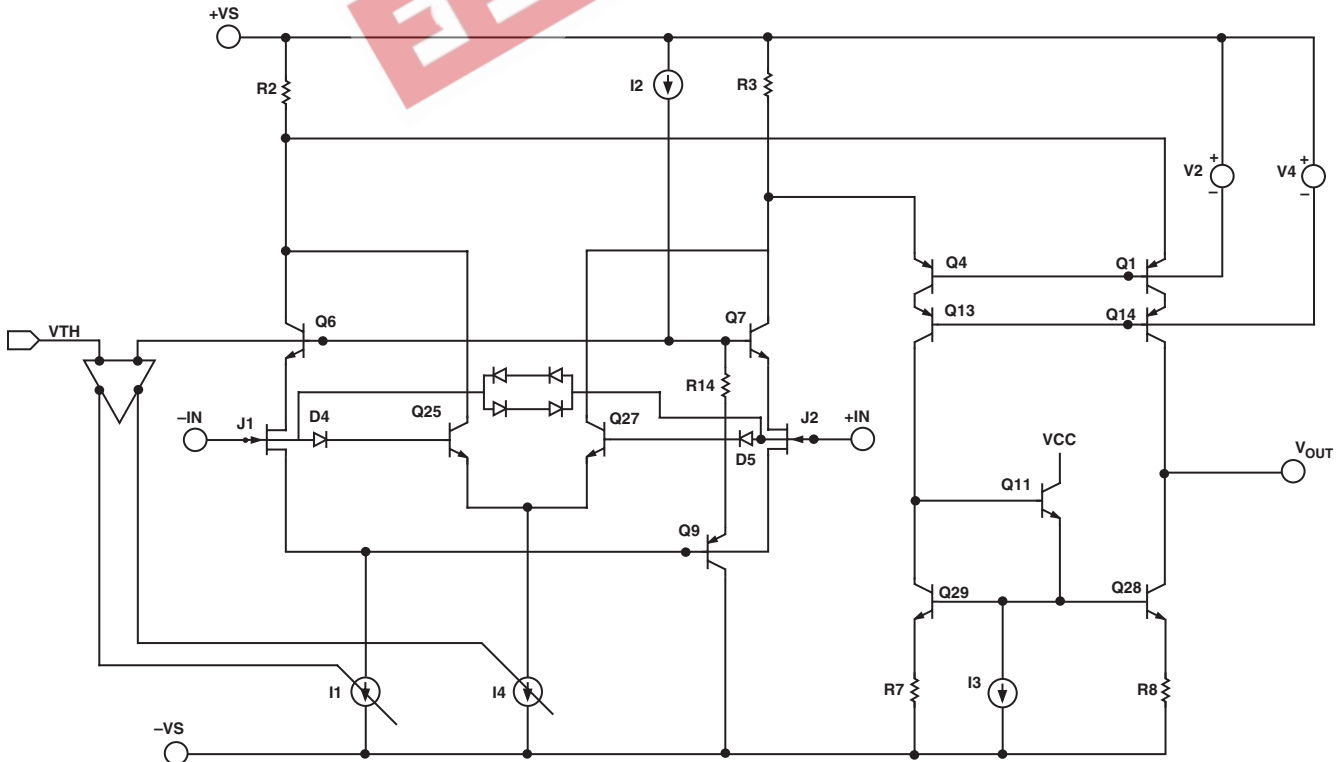 +VS
R2
I2
R3
V2
+
–
V4
+
–
Q4
Q1
Q13
Q14
VTH
Q6
Q7
R14
–IN
J1
D4
Q25
Q27
D5
J2
+IN
VCC
Q11
VOUT
Q9
Q29
Q28
I1
I4
R7
I3
R8
–VS